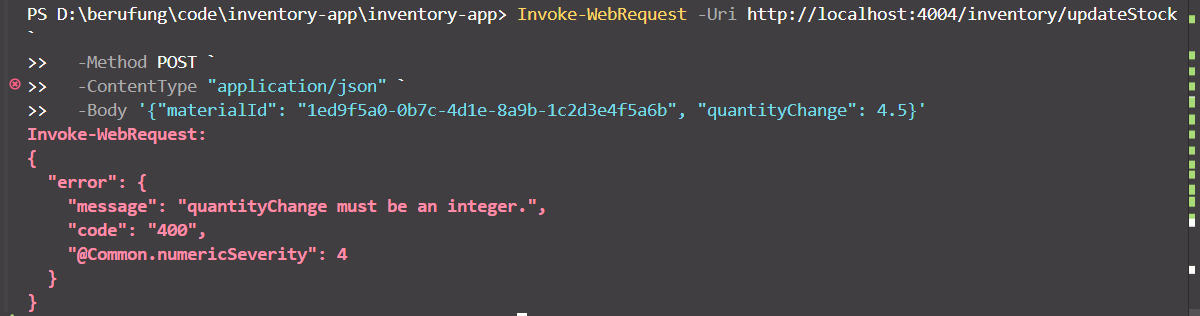 PS D:\berufung\code\inventory-app\inventory-app> Invoke-WebRequest -Uri http://localhost:4004/inventory/updateStock
`
>>   -Method POST `
>>   -ContentType "application/json" `
>>   -Body '{"materialId": "1ed9f5a0-0b7c-4d1e-8a9b-1c2d3e4f5a6b", "quantityChange": 4.5}'
Invoke-WebRequest:
{
  "error": {
    "message": "quantityChange must be an integer.",
    "code": "400",
    "@Common.numericSeverity": 4
  }
}